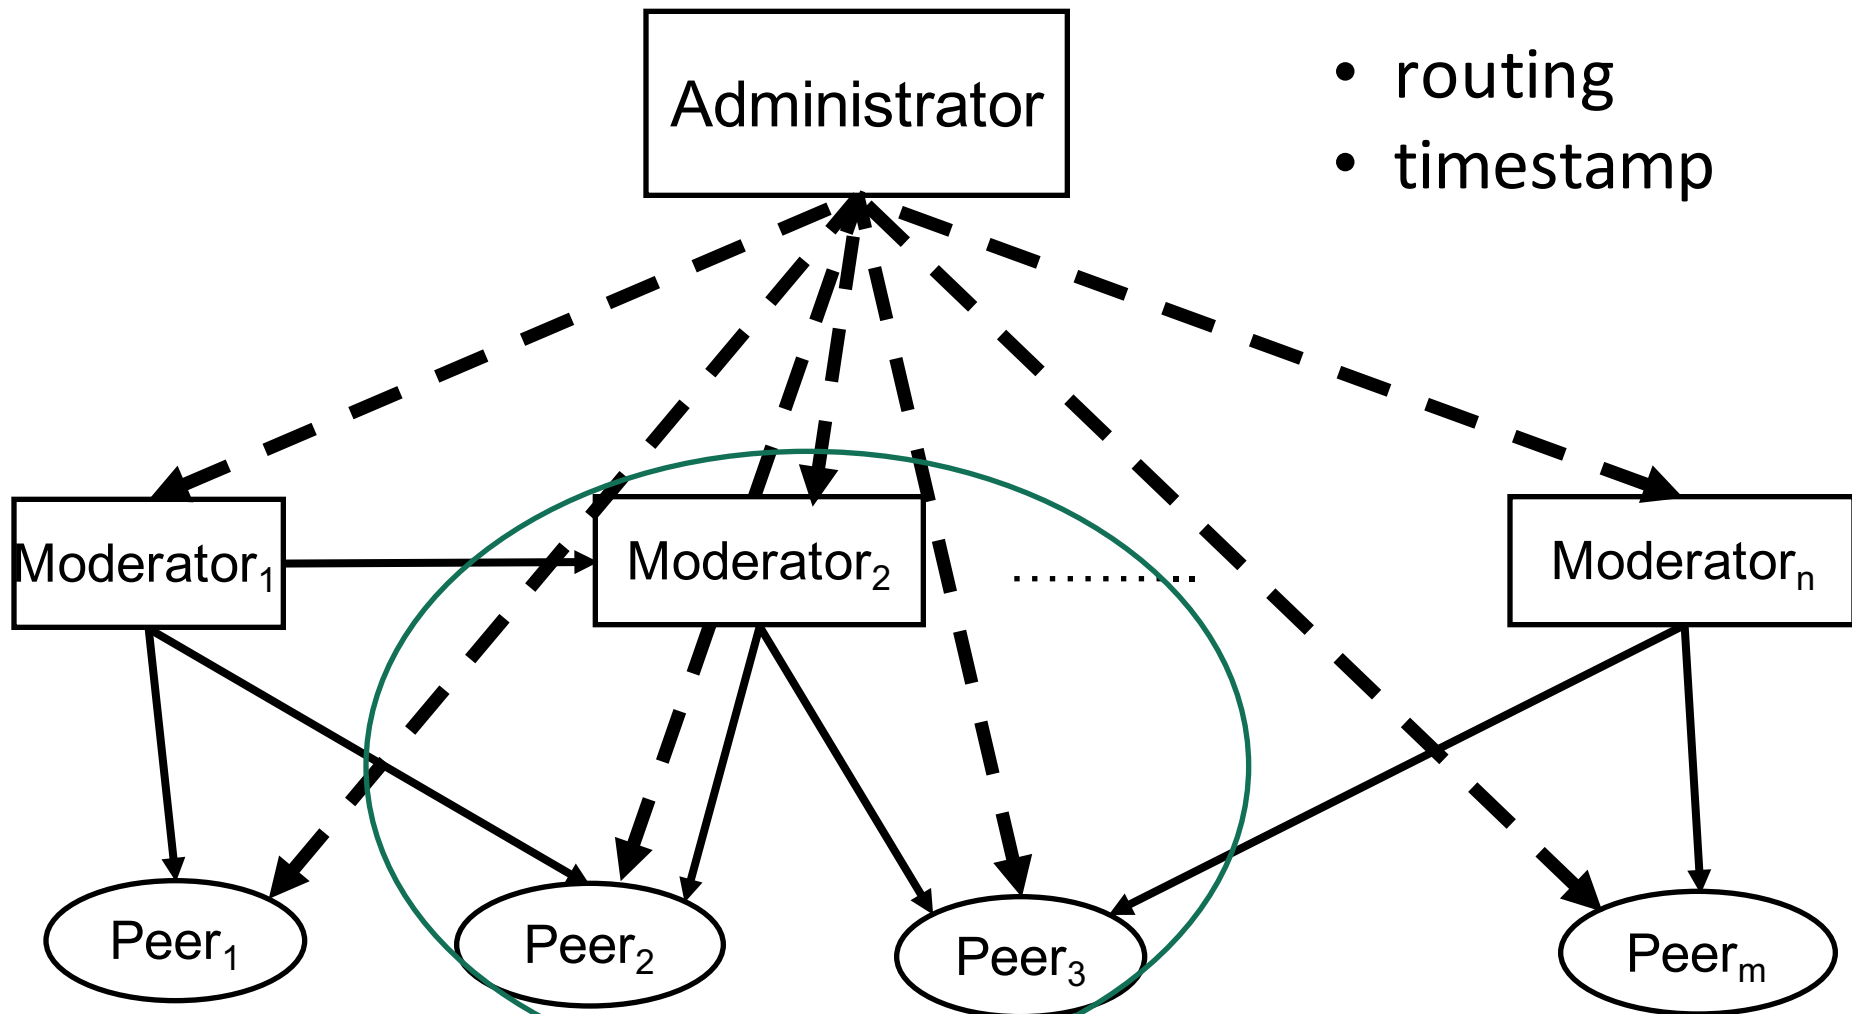 Administrator
• routing
• timestamp
Moderator₁
Moderator₂
............
Moderatorₙ
Peer₁
Peer₂
Peer₃
Peerₘ